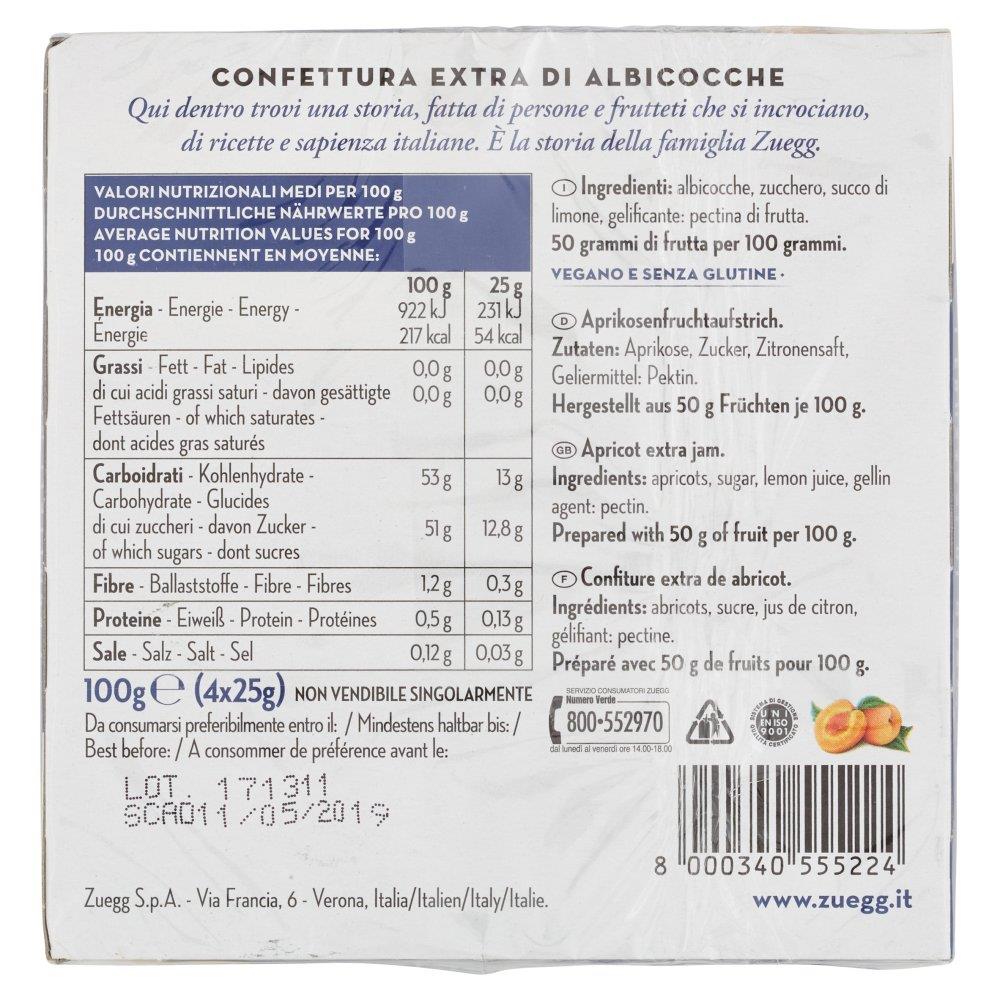 CONFETTURA EXTRA DI ALBICOCCHE
Qui dentro trovi una storia, fatta di persone e frutteti che si incrociano,
di ricette e sapienza italiane. È la storia della famiglia Zuegg.
VALORI NUTRIZIONALI MEDI PER 100 g
DURCHSCHNITTLICHE NÄHRWERTE PRO 100 g
AVERAGE NUTRITION VALUES FOR 100 g
100 g CONTIENNENT EN MOYENNE:
100 g 25 g
Energia - Energie - Energy - 922 kJ 231 kJ
Énergie 217 kcal 54 kcal
Grassi - Fett - Fat - Lipides 0,0 g 0,0 g
di cui acidi grassi saturi - davon gesättigte 0,0 g 0,0 g
Fettsäuren - of which saturates -
dont acides gras saturés
Carboidrati - Kohlenhydrate - 53 g 13 g
Carbohydrate - Glucides
di cui zuccheri - davon Zucker - 51 g 12,8 g
of which sugars - dont sucres
Fibre - Ballaststoffe - Fibre - Fibres 1,2 g 0,3 g
Proteine - Eiweiß - Protein - Protéines 0,5 g 0,13 g
Sale - Salz - Salt - Sel 0,12 g 0,03 g
100g ℮ (4x25g) NON VENDIBILE SINGOLARMENTE
Da consumarsi preferibilmente entro il: / Mindestens haltbar bis: /
Best before: / A consommer de préférence avant le:
LOT. 171311
SCAD11/05/2019
Zuegg S.p.A. - Via Francia, 6 - Verona, Italia/Italien/Italy/Italie.
I Ingredienti: albicocche, zucchero, succo di
limone, gelificante: pectina di frutta.
50 grammi di frutta per 100 grammi.
VEGANO E SENZA GLUTINE ·
D Aprikosenfruchtaufstrich.
Zutaten: Aprikose, Zucker, Zitronensaft,
Geliermittel: Pektin.
Hergestellt aus 50 g Früchten je 100 g.
GB Apricot extra jam.
Ingredients: apricots, sugar, lemon juice, gellin
agent: pectin.
Prepared with 50 g of fruit per 100 g.
F Confiture extra de abricot.
Ingrédients: abricots, sucre, jus de citron,
gélifiant: pectine.
Préparé avec 50 g de fruits pour 100 g.
SERVIZIO CONSUMATORI ZUEGG
Numero Verde
800-552970
dal lunedì al venerdì ore 14.00-18.00
SISTEMA DI GESTIONE
UNI
EN ISO
9001
QUALITÀ CERTIFICATO
8 000340 555224
www.zuegg.it